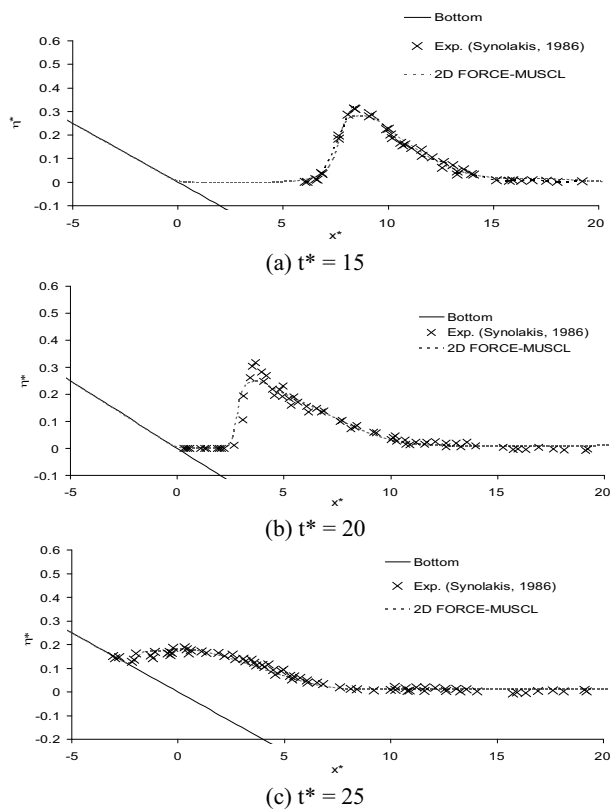 Bottom
Exp. (Synolakis, 1986)
2D FORCE-MUSCL
0.6
0.5
0.4
0.3
0.2
0.1
0
-0.1
η*
-5
0
5
10
15
20
x*
(a) t* = 15
Bottom
Exp. (Synolakis, 1986)
2D FORCE-MUSCL
0.6
0.5
0.4
0.3
0.2
0.1
0
-0.1
η*
-5
0
5
10
15
20
x*
(b) t* = 20
Bottom
Exp. (Synolakis, 1986)
2D FORCE-MUSCL
0.6
0.5
0.4
0.3
0.2
0.1
0
-0.1
-0.2
η*
-5
0
5
10
15
20
x*
(c) t* = 25